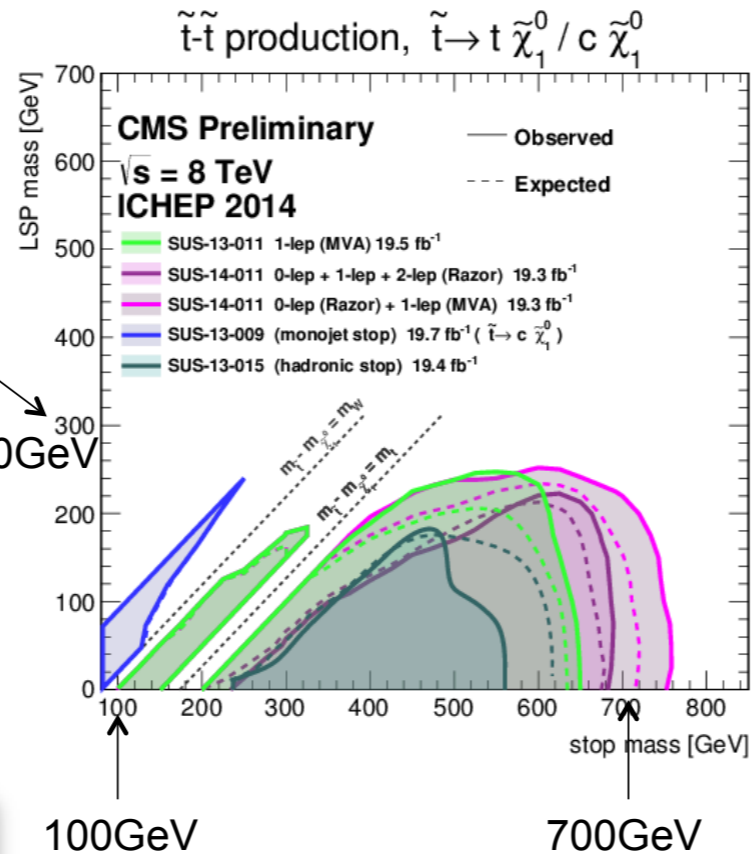 t̃-t̃ production, t̃→ t χ̃⁰₁ / c χ̃⁰₁
LSP mass [GeV]
700
600
500
400
300
200
100
0
CMS Preliminary
√s = 8 TeV
ICHEP 2014
Observed
Expected
SUS-13-011 1-lep (MVA) 19.5 fb⁻¹
SUS-14-011 0-lep + 1-lep + 2-lep (Razor) 19.3 fb⁻¹
SUS-14-011 0-lep (Razor) + 1-lep (MVA) 19.3 fb⁻¹
SUS-13-009 (monojet stop) 19.7 fb⁻¹ ( t̃→ c χ̃⁰₁ )
SUS-13-015 (hadronic stop) 19.4 fb⁻¹
0GeV
m_t̃ - m_χ̃⁰₁ = m_W
m_t̃ - m_χ̃⁰₁ = m_t
100 200 300 400 500 600 700 800
stop mass [GeV]
100GeV 700GeV